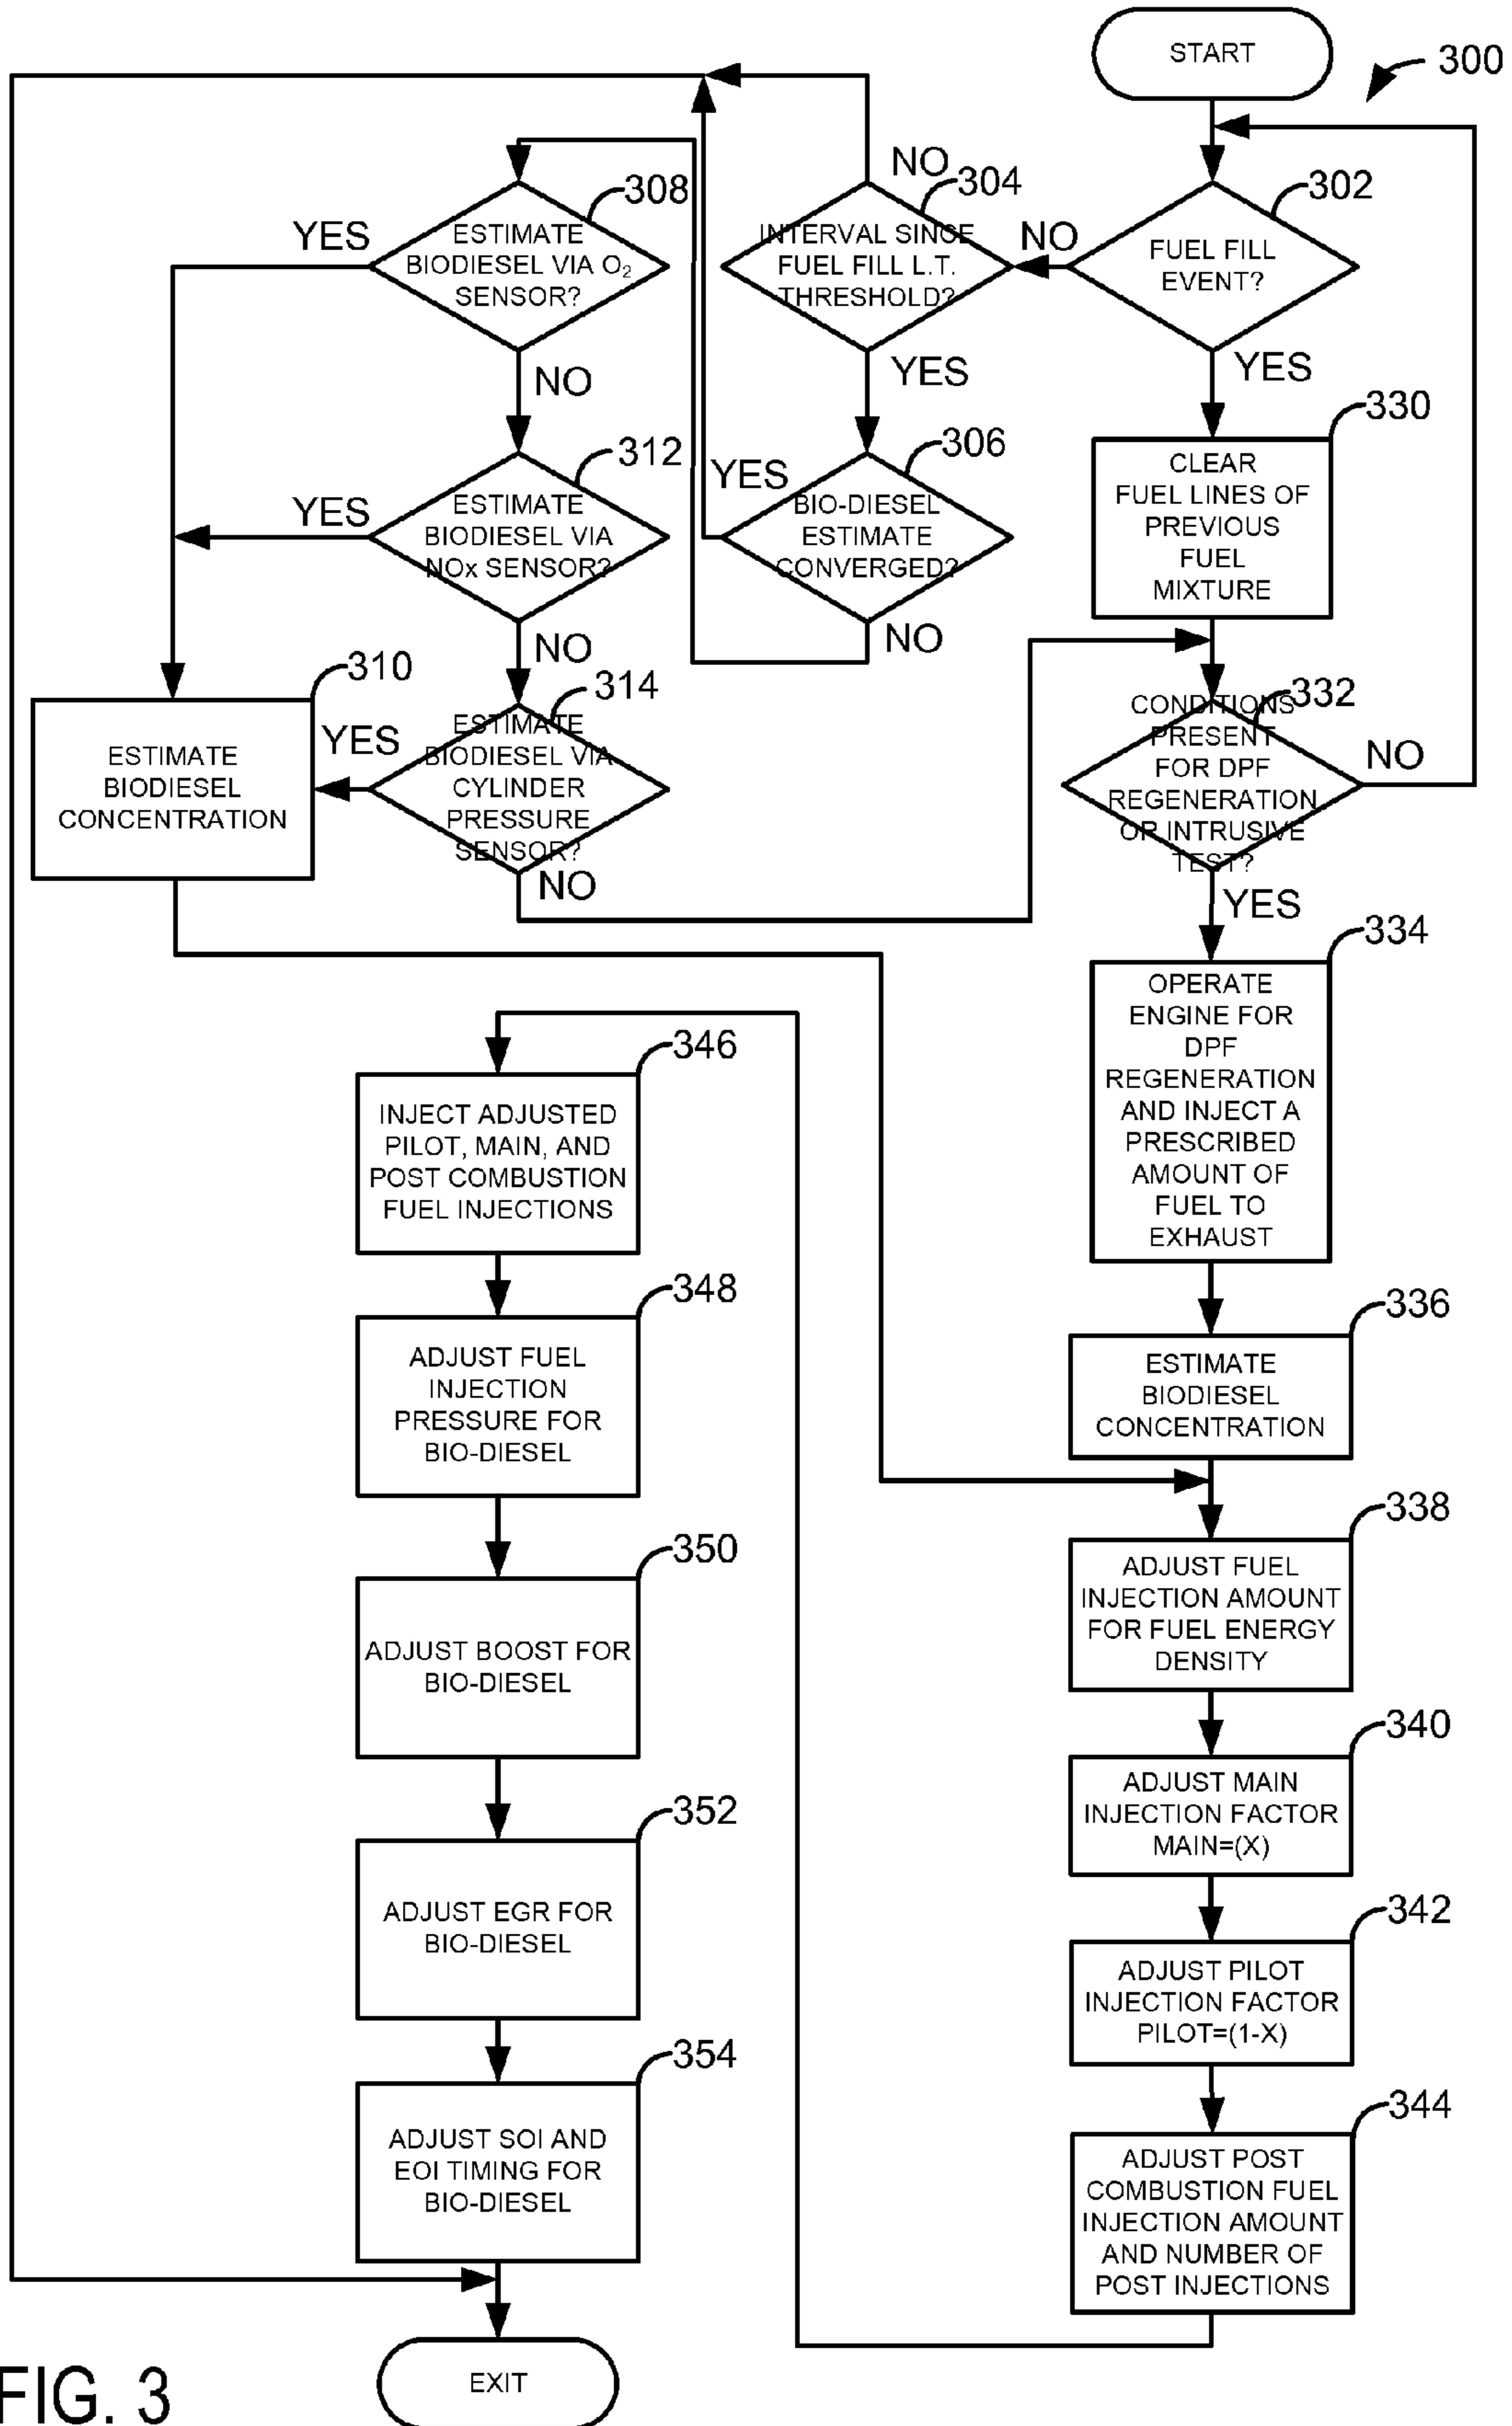 START
300
302
FUEL FILL
EVENT?
NO
YES
304
INTERVAL SINCE
FUEL FILL L.T.
THRESHOLD?
NO
YES
306
BIO-DIESEL
ESTIMATE
CONVERGED?
YES
NO
308
ESTIMATE
BIODIESEL VIA O₂
SENSOR?
YES
NO
312
ESTIMATE
BIODIESEL VIA
NOx SENSOR?
YES
NO
314
ESTIMATE
BIODIESEL VIA
CYLINDER
PRESSURE
SENSOR?
YES
NO
310
ESTIMATE
BIODIESEL
CONCENTRATION
330
CLEAR
FUEL LINES OF
PREVIOUS
FUEL
MIXTURE
332
CONDITIONS
PRESENT
FOR DPF
REGENERATION
OR INTRUSIVE
TEST?
NO
YES
334
OPERATE
ENGINE FOR
DPF
REGENERATION
AND INJECT A
PRESCRIBED
AMOUNT OF
FUEL TO
EXHAUST
336
ESTIMATE
BIODIESEL
CONCENTRATION
338
ADJUST FUEL
INJECTION AMOUNT
FOR FUEL ENERGY
DENSITY
340
ADJUST MAIN
INJECTION FACTOR
MAIN=(X)
342
ADJUST PILOT
INJECTION FACTOR
PILOT=(1-X)
344
ADJUST POST
COMBUSTION FUEL
INJECTION AMOUNT
AND NUMBER OF
POST INJECTIONS
346
INJECT ADJUSTED
PILOT, MAIN, AND
POST COMBUSTION
FUEL INJECTIONS
348
ADJUST FUEL
INJECTION
PRESSURE FOR
BIO-DIESEL
350
ADJUST BOOST FOR
BIO-DIESEL
352
ADJUST EGR FOR
BIO-DIESEL
354
ADJUST SOI AND
EOI TIMING FOR
BIO-DIESEL
EXIT
FIG. 3